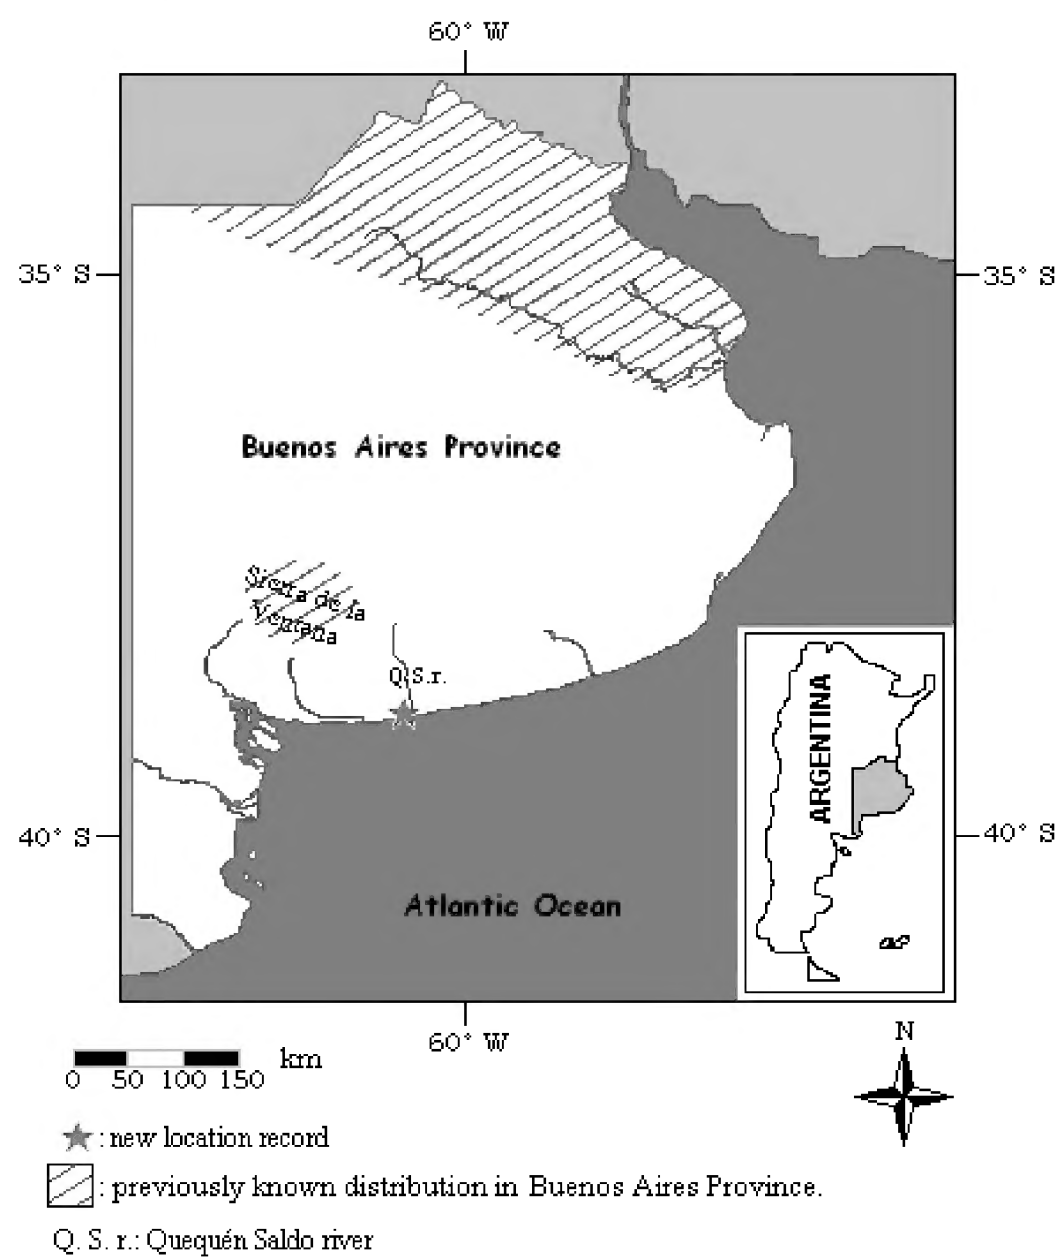 60° W
35° S
35° S
Buenos Aires Province
Sierra de la
Ventana
Q.S.r.
ARGENTINA
40° S
40° S
Atlantic Ocean
60° W
N
km
0 50 100 150
: new location record
: previously known distribution in Buenos Aires Province.
Q. S. r.: Quequén Saldo river